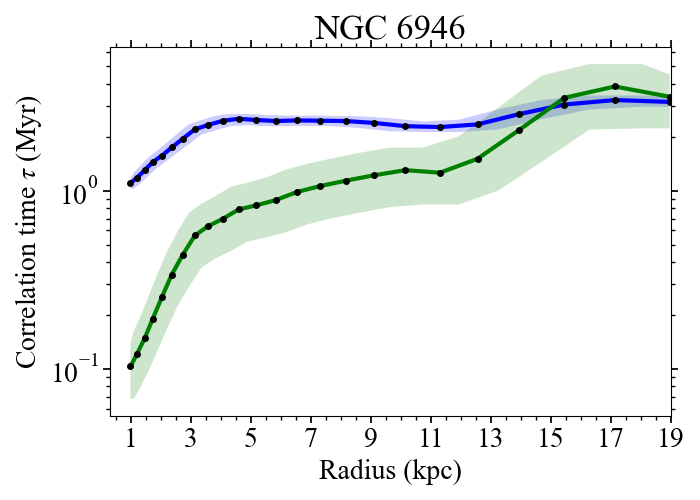 NGC 6946
Correlation time τ (Myr)
10⁰
10⁻¹
1 3 5 7 9 11 13 15 17 19
Radius (kpc)